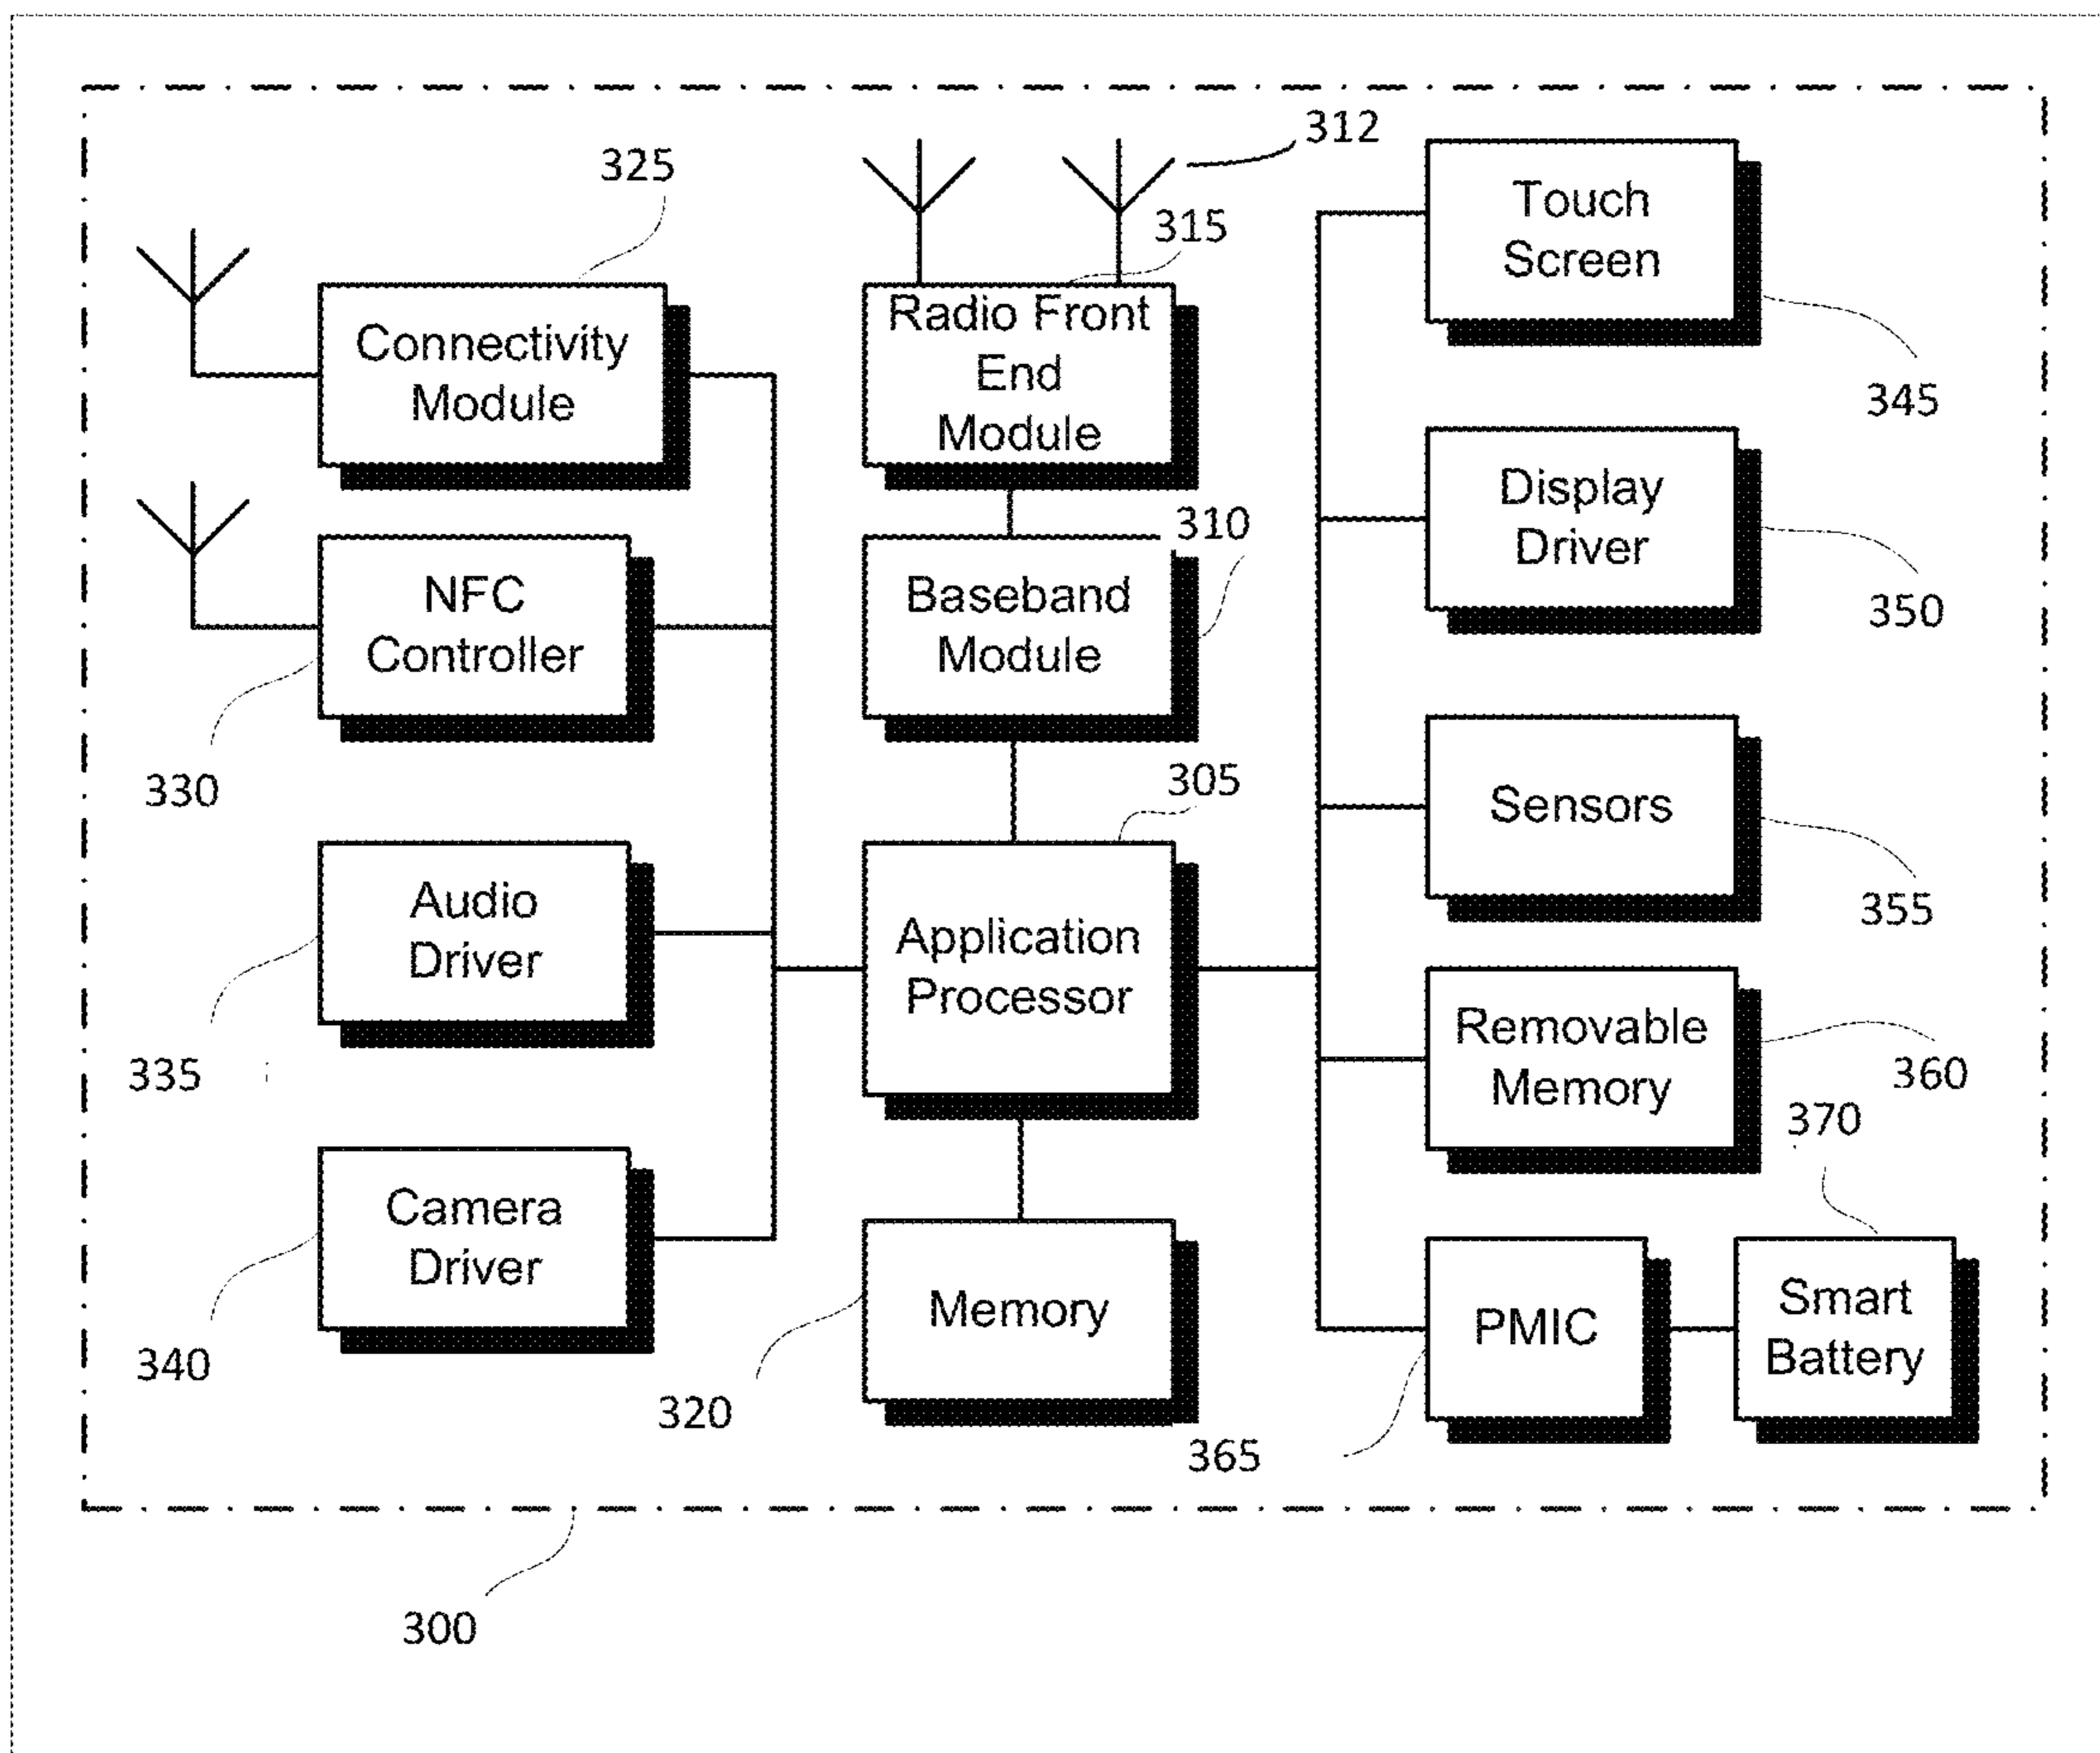 312
325
315
Touch
Screen
Connectivity
Module
Radio Front
End
Module
345
310
Display
Driver
NFC
Controller
Baseband
Module
350
330
305
Sensors
355
Audio
Driver
Application
Processor
Removable
Memory
335
360
370
Camera
Driver
Memory
PMIC
Smart
Battery
340
320
365
300